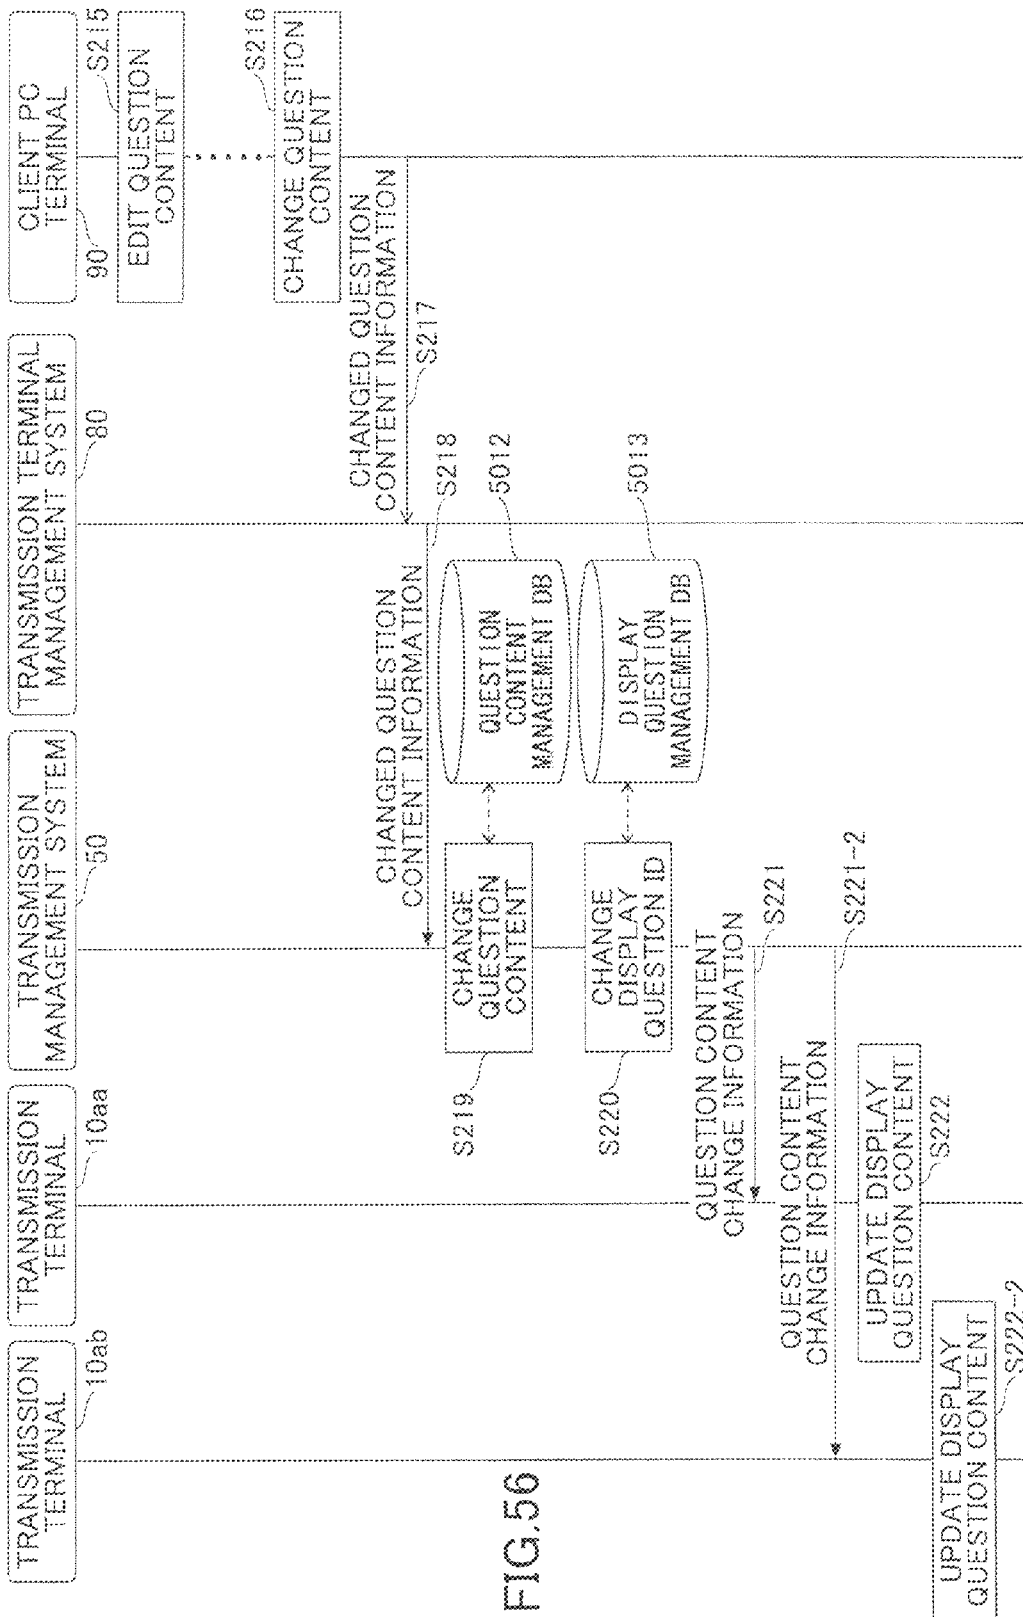 FIG.56
TRANSMISSION
TERMINAL
10ab
TRANSMISSION
TERMINAL
10aa
TRANSMISSION
MANAGEMENT SYSTEM
50
TRANSMISSION TERMINAL
MANAGEMENT SYSTEM
80
CLIENT PC
TERMINAL
90
S215
EDIT QUESTION
CONTENT
S216
CHANGE QUESTION
CONTENT
CHANGED QUESTION
CONTENT INFORMATION
S217
CHANGED QUESTION
CONTENT INFORMATION
S218
S219
CHANGE
QUESTION
CONTENT
QUESTION
CONTENT
MANAGEMENT DB
5012
S220
CHANGE
DISPLAY
QUESTION ID
DISPLAY
QUESTION
MANAGEMENT DB
5013
QUESTION CONTENT
CHANGE INFORMATION
S221
QUESTION CONTENT
CHANGE INFORMATION
S221-2
UPDATE DISPLAY
QUESTION CONTENT
S222
UPDATE DISPLAY
QUESTION CONTENT
S222-2